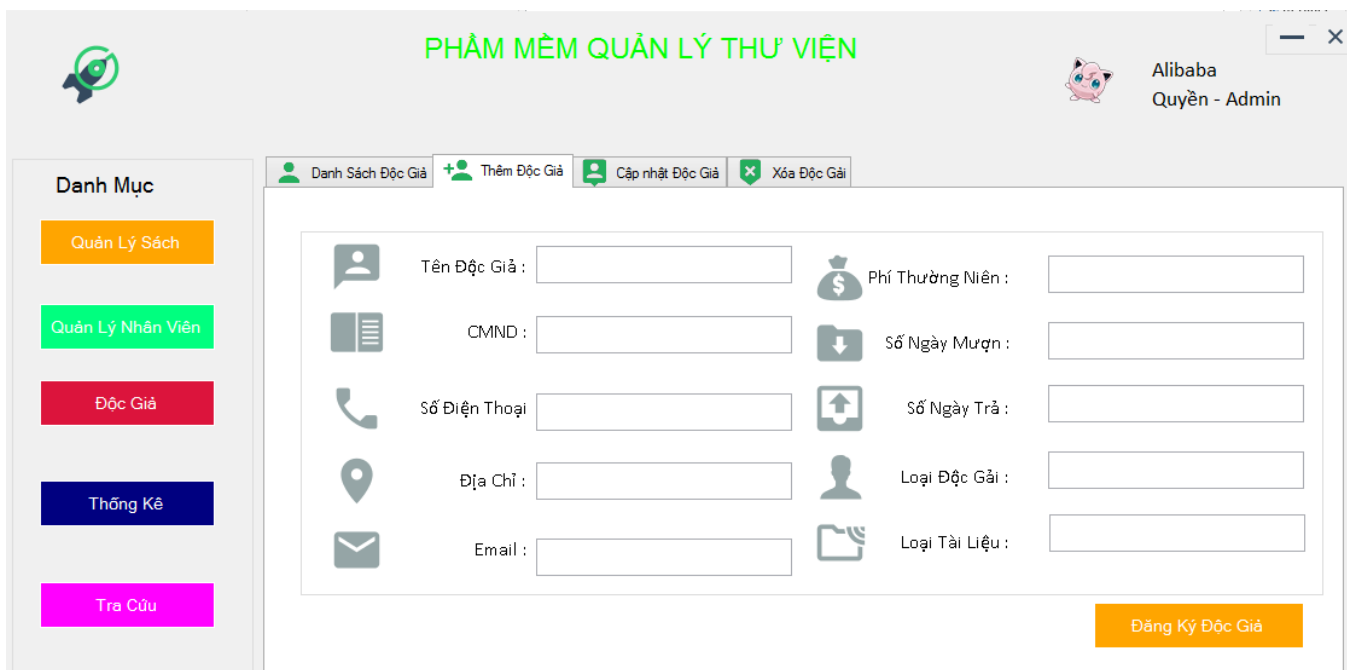 PHẦM MỀM QUẢN LÝ THƯ VIỆN
Alibaba
Quyền - Admin
Danh Mục
Quản Lý Sách
Quản Lý Nhân Viên
Độc Giả
Thống Kê
Tra Cứu
Danh Sách Độc Giả
Thêm Độc Giả
Cập nhật Độc Giả
Xóa Độc Gải
Tên Độc Giả :
CMND :
Số Điện Thoại
Địa Chỉ :
Email :
Phí Thường Niên :
Số Ngày Mượn :
Số Ngày Trả :
Loại Độc Gải :
Loại Tài Liệu :
Đăng Ký Độc Giả